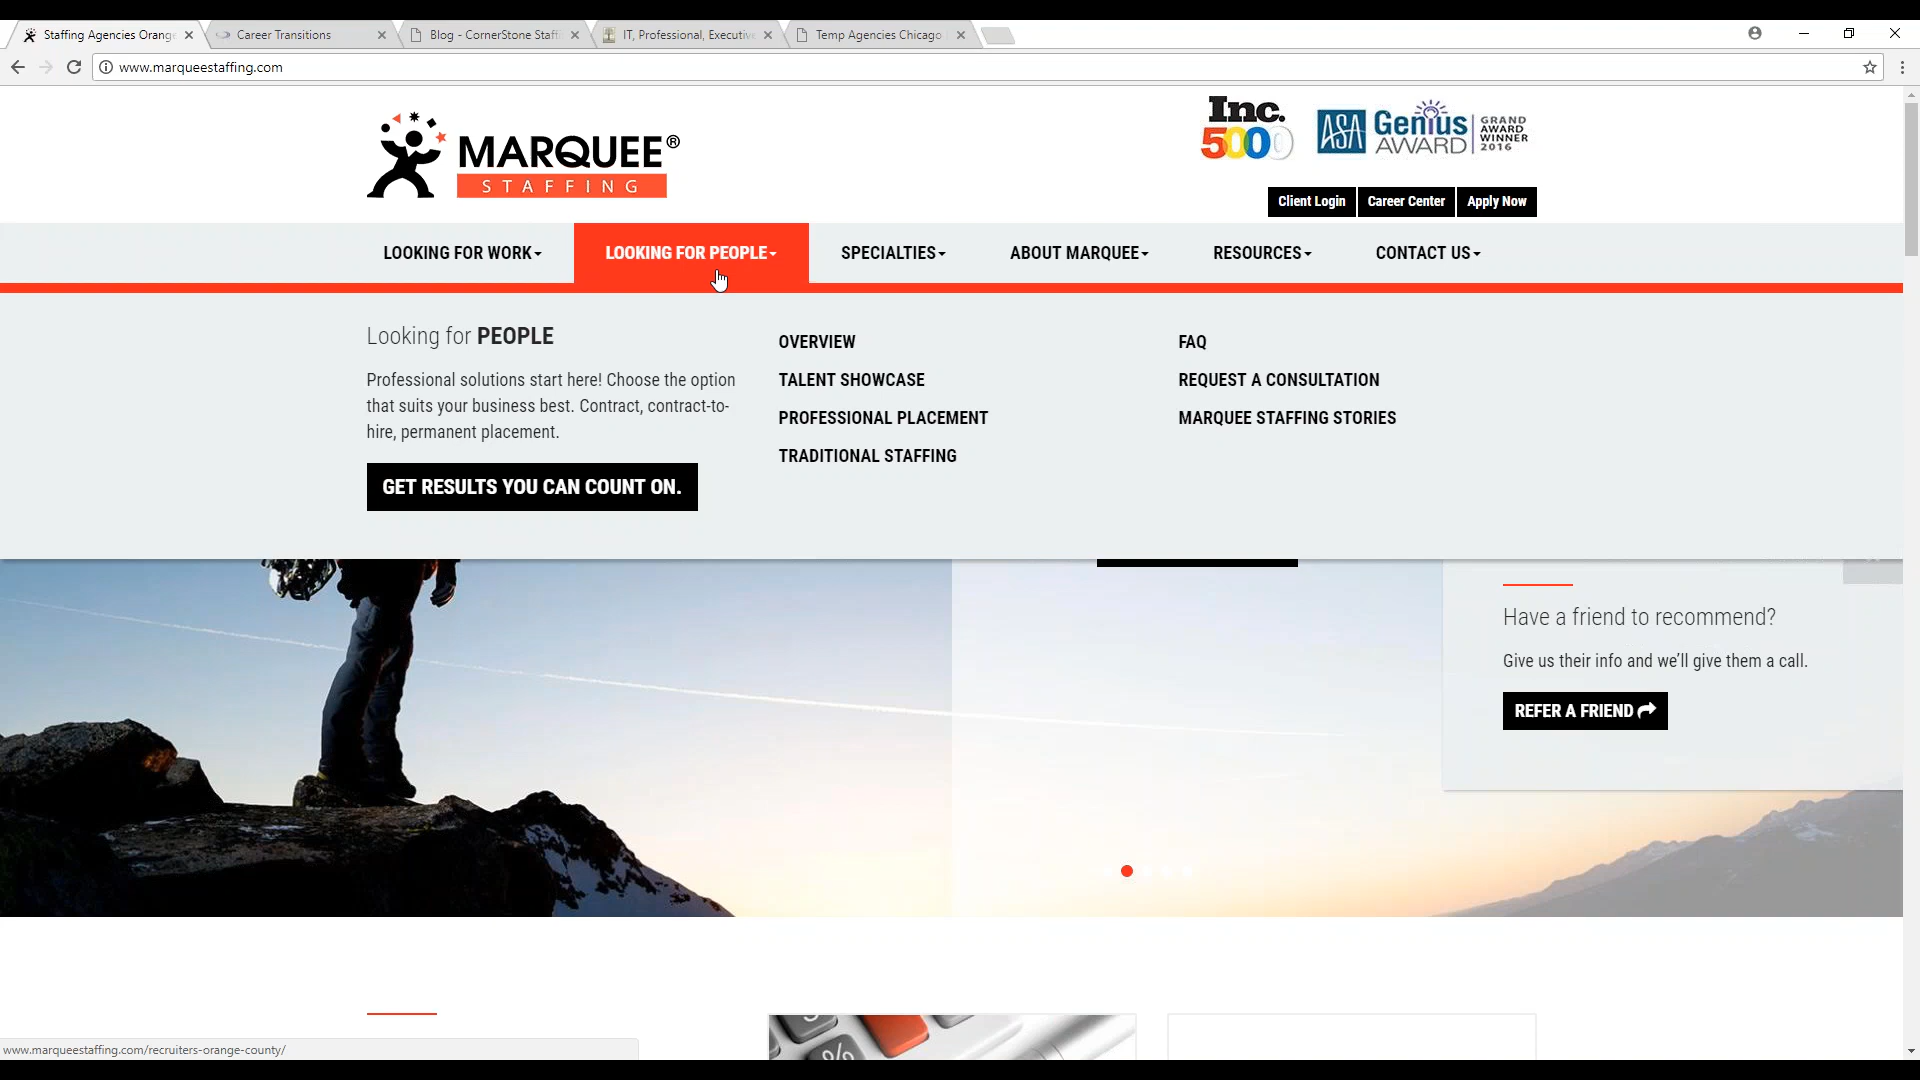 Staffing Agencies Orange
Career Transitions
Blog - CornerStone Staffi
IT, Professional, Executive
Temp Agencies Chicago
www.marqueestaffing.com
MARQUEE®
STAFFING
Inc.
5000
ASA
Genius
AWARD
GRAND
AWARD
WINNER
2016
Client Login
Career Center
Apply Now
LOOKING FOR WORK
LOOKING FOR PEOPLE
SPECIALTIES
ABOUT MARQUEE
RESOURCES
CONTACT US
Looking for PEOPLE
Professional solutions start here! Choose the option
that suits your business best. Contract, contract-to-
hire, permanent placement.
GET RESULTS YOU CAN COUNT ON.
OVERVIEW
TALENT SHOWCASE
PROFESSIONAL PLACEMENT
TRADITIONAL STAFFING
FAQ
REQUEST A CONSULTATION
MARQUEE STAFFING STORIES
Have a friend to recommend?
Give us their info and we'll give them a call.
REFER A FRIEND
%
www.marqueestaffing.com/recruiters-orange-county/